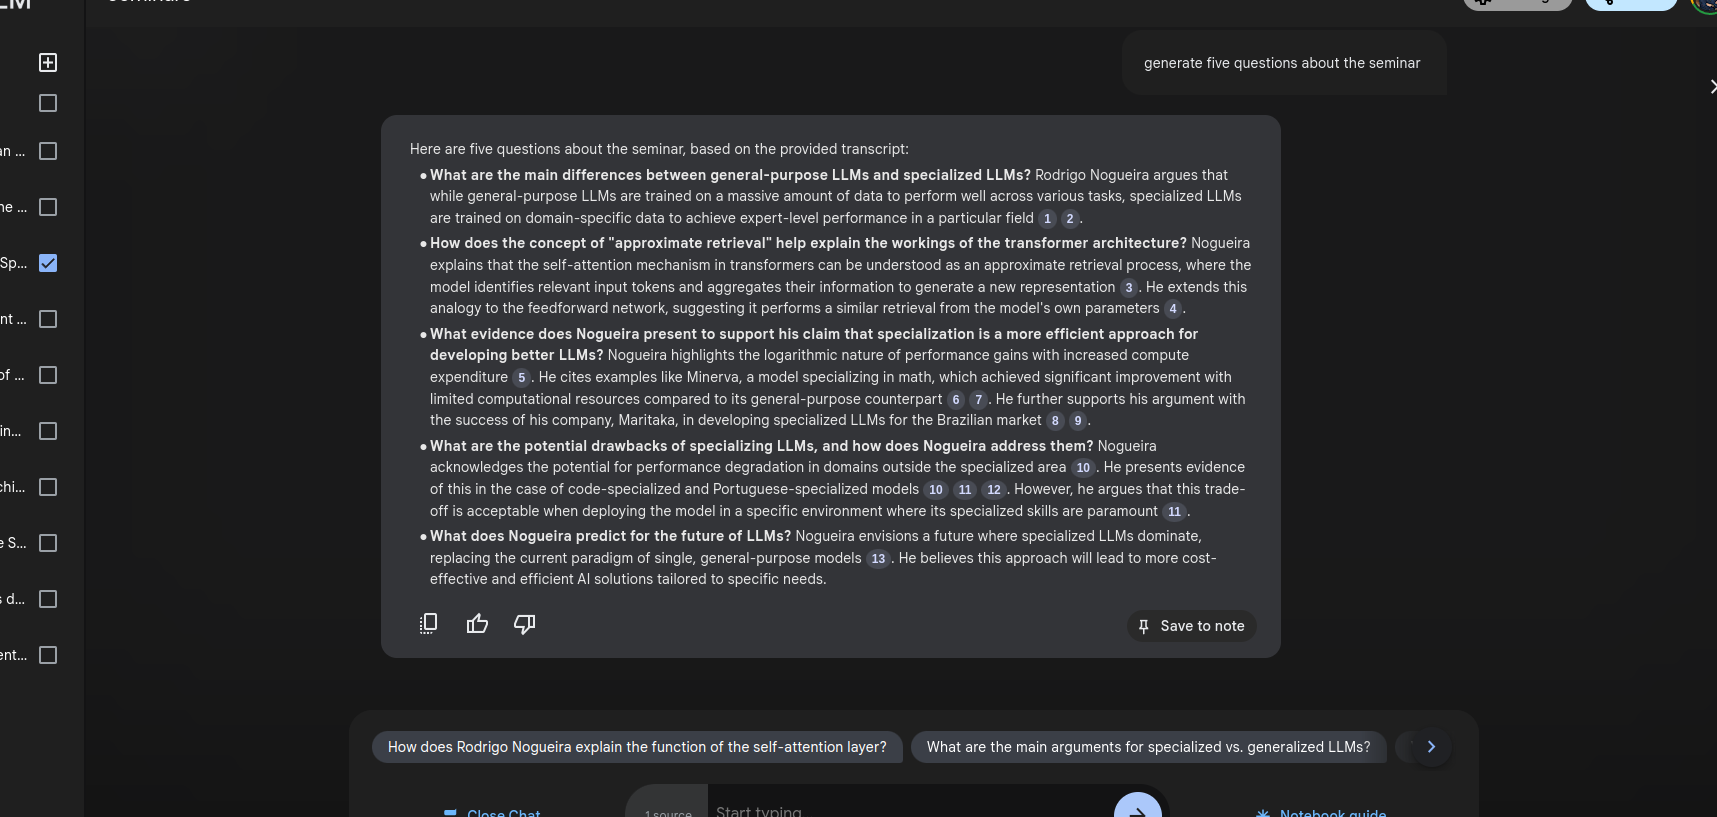 generate five questions about the seminar
an ...
ne ...
Sp...
nt ...
of ...
in...
chi...
e S...
s d...
ent...
Here are five questions about the seminar, based on the provided transcript:
● What are the main differences between general-purpose LLMs and specialized LLMs? Rodrigo Nogueira argues that
while general-purpose LLMs are trained on a massive amount of data to perform well across various tasks, specialized LLMs
are trained on domain-specific data to achieve expert-level performance in a particular field 1 2.
● How does the concept of "approximate retrieval" help explain the workings of the transformer architecture? Nogueira
explains that the self-attention mechanism in transformers can be understood as an approximate retrieval process, where the
model identifies relevant input tokens and aggregates their information to generate a new representation 3. He extends this
analogy to the feedforward network, suggesting it performs a similar retrieval from the model's own parameters 4.
● What evidence does Nogueira present to support his claim that specialization is a more efficient approach for
developing better LLMs? Nogueira highlights the logarithmic nature of performance gains with increased compute
expenditure 5. He cites examples like Minerva, a model specializing in math, which achieved significant improvement with
limited computational resources compared to its general-purpose counterpart 6 7. He further supports his argument with
the success of his company, Maritaka, in developing specialized LLMs for the Brazilian market 8 9.
● What are the potential drawbacks of specializing LLMs, and how does Nogueira address them? Nogueira
acknowledges the potential for performance degradation in domains outside the specialized area 10. He presents evidence
of this in the case of code-specialized and Portuguese-specialized models 10 11 12. However, he argues that this trade-
off is acceptable when deploying the model in a specific environment where its specialized skills are paramount 11.
● What does Nogueira predict for the future of LLMs? Nogueira envisions a future where specialized LLMs dominate,
replacing the current paradigm of single, general-purpose models 13. He believes this approach will lead to more cost-
effective and efficient AI solutions tailored to specific needs.
Save to note
How does Rodrigo Nogueira explain the function of the self-attention layer?
What are the main arguments for specialized vs. generalized LLMs?
Close Chat
1 source
Start typing
Notebook guide